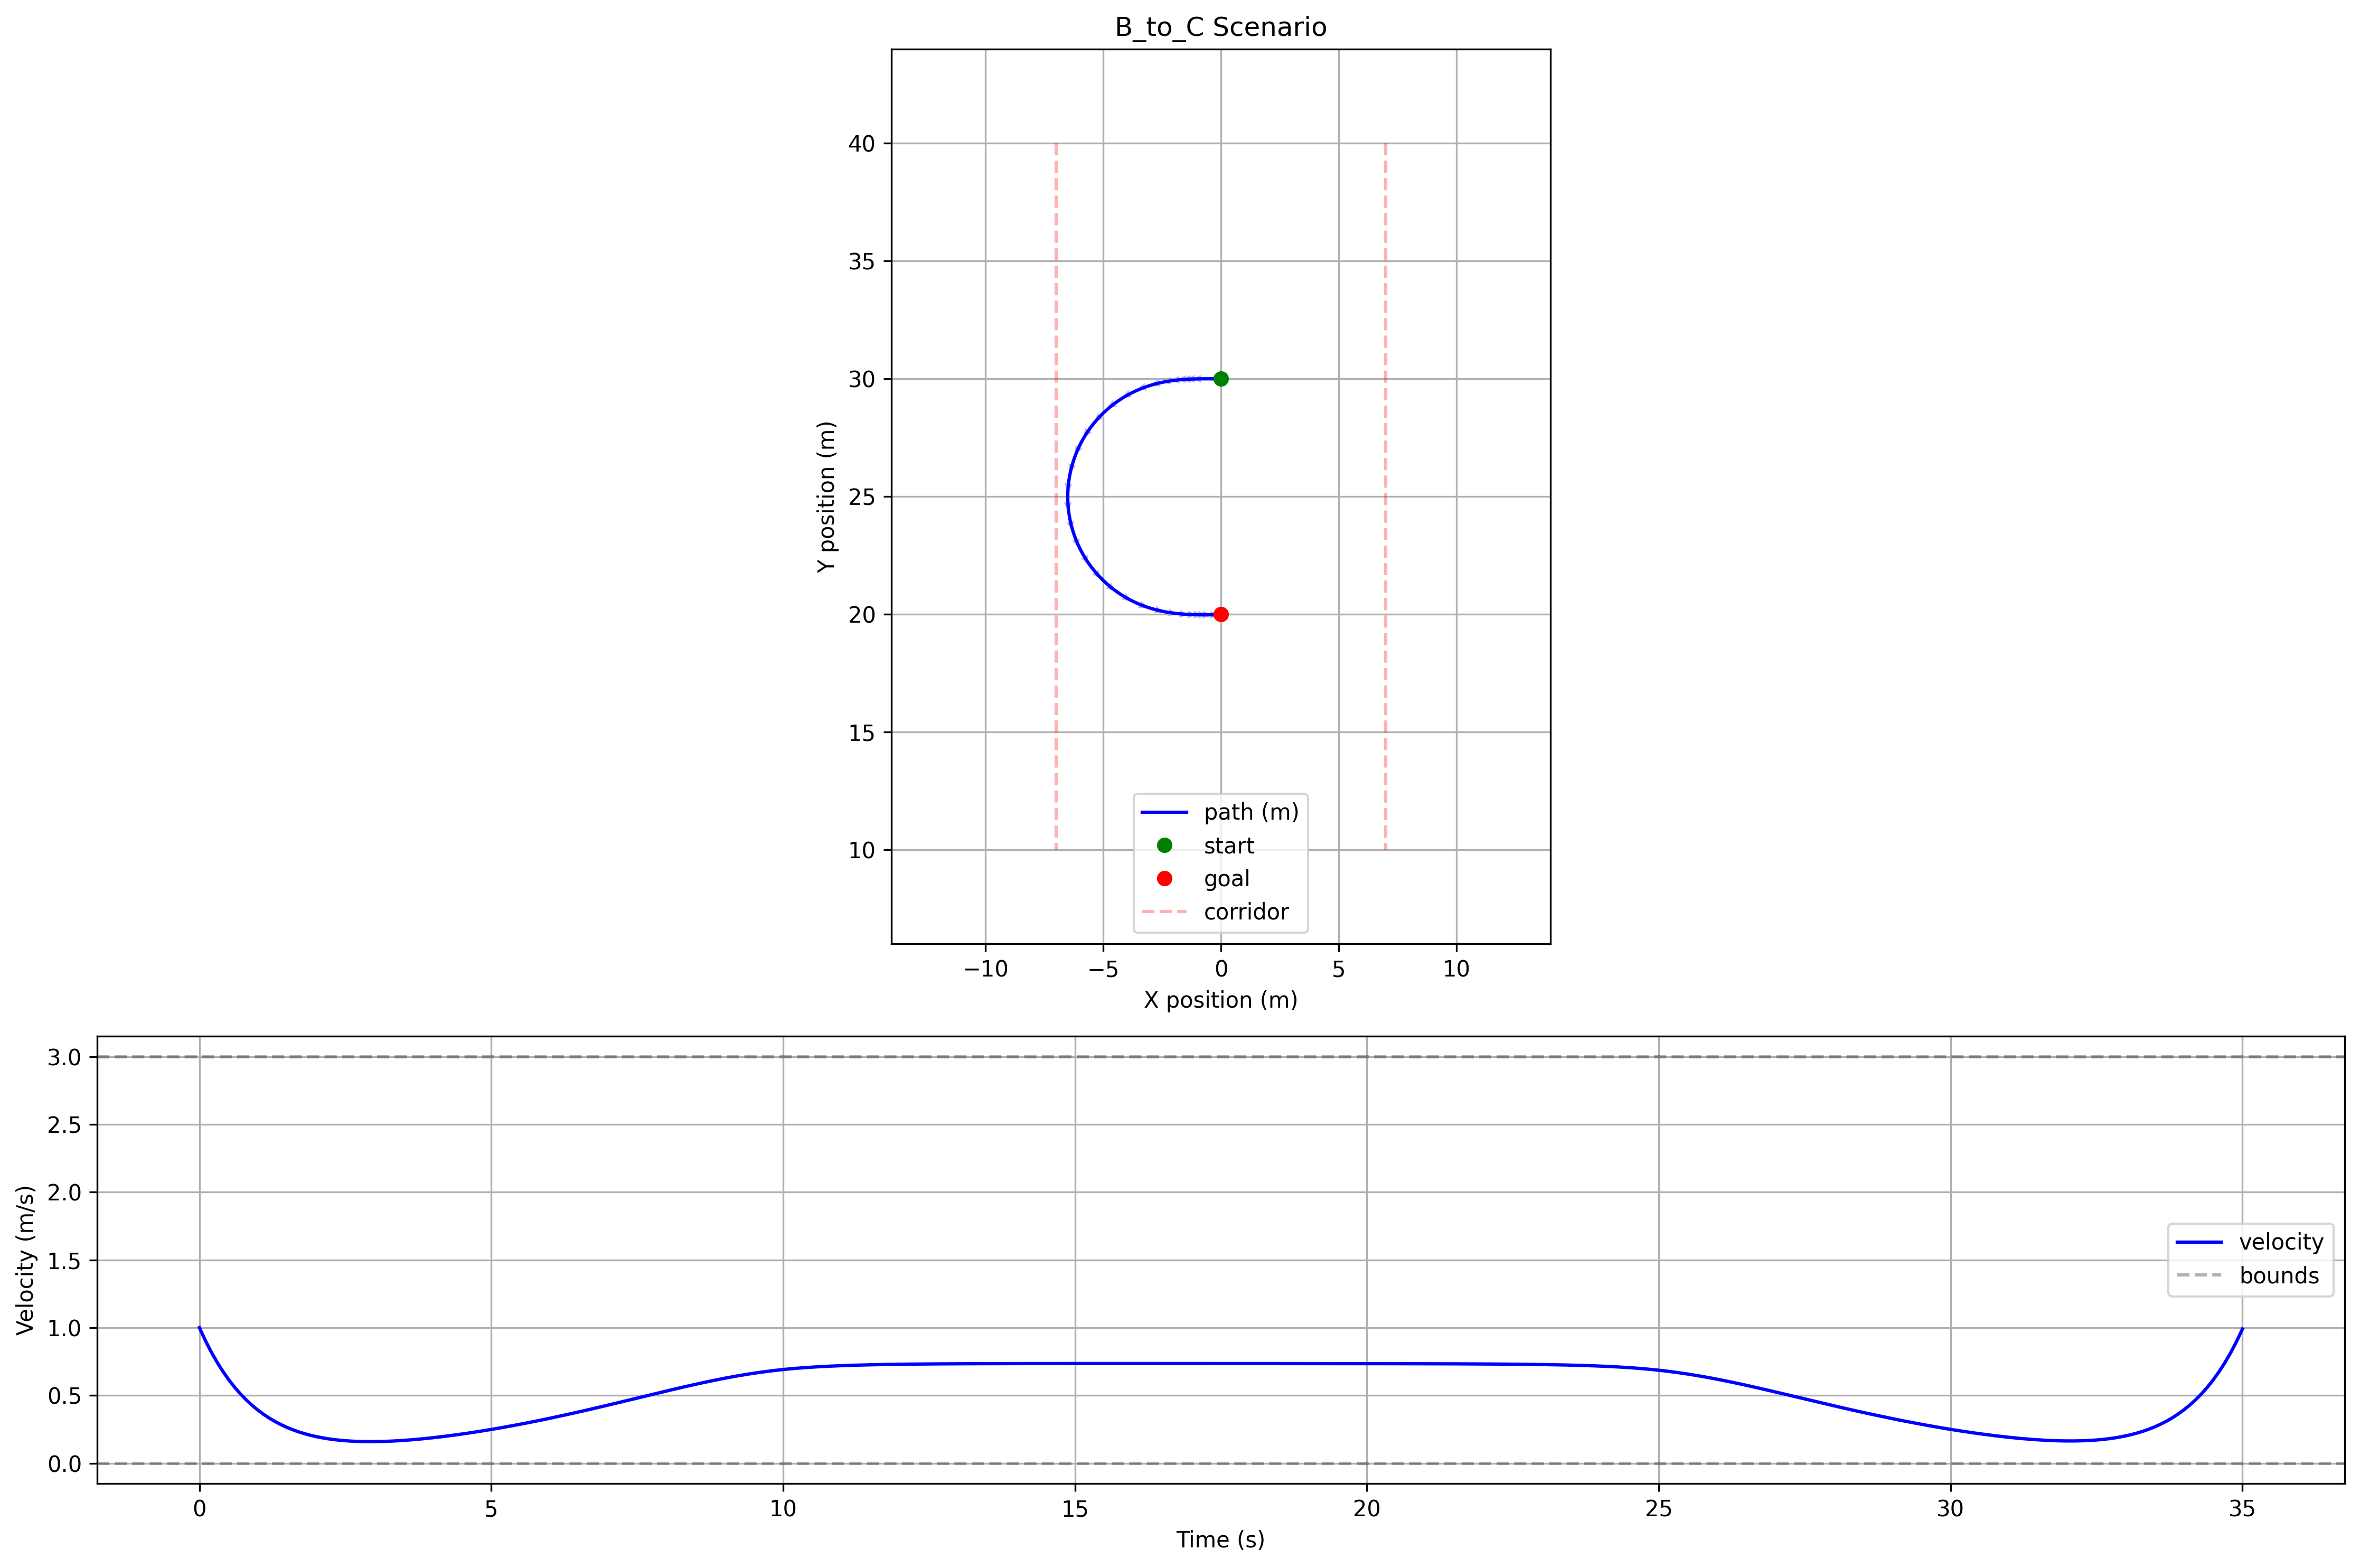 B_to_C Scenario
Y position (m)
40
35
30
25
20
15
10
path (m)
start
goal
corridor
−10
−5
0
5
10
X position (m)
Velocity (m/s)
3.0
2.5
2.0
1.5
1.0
0.5
0.0
velocity
bounds
0
5
10
15
20
25
30
35
Time (s)